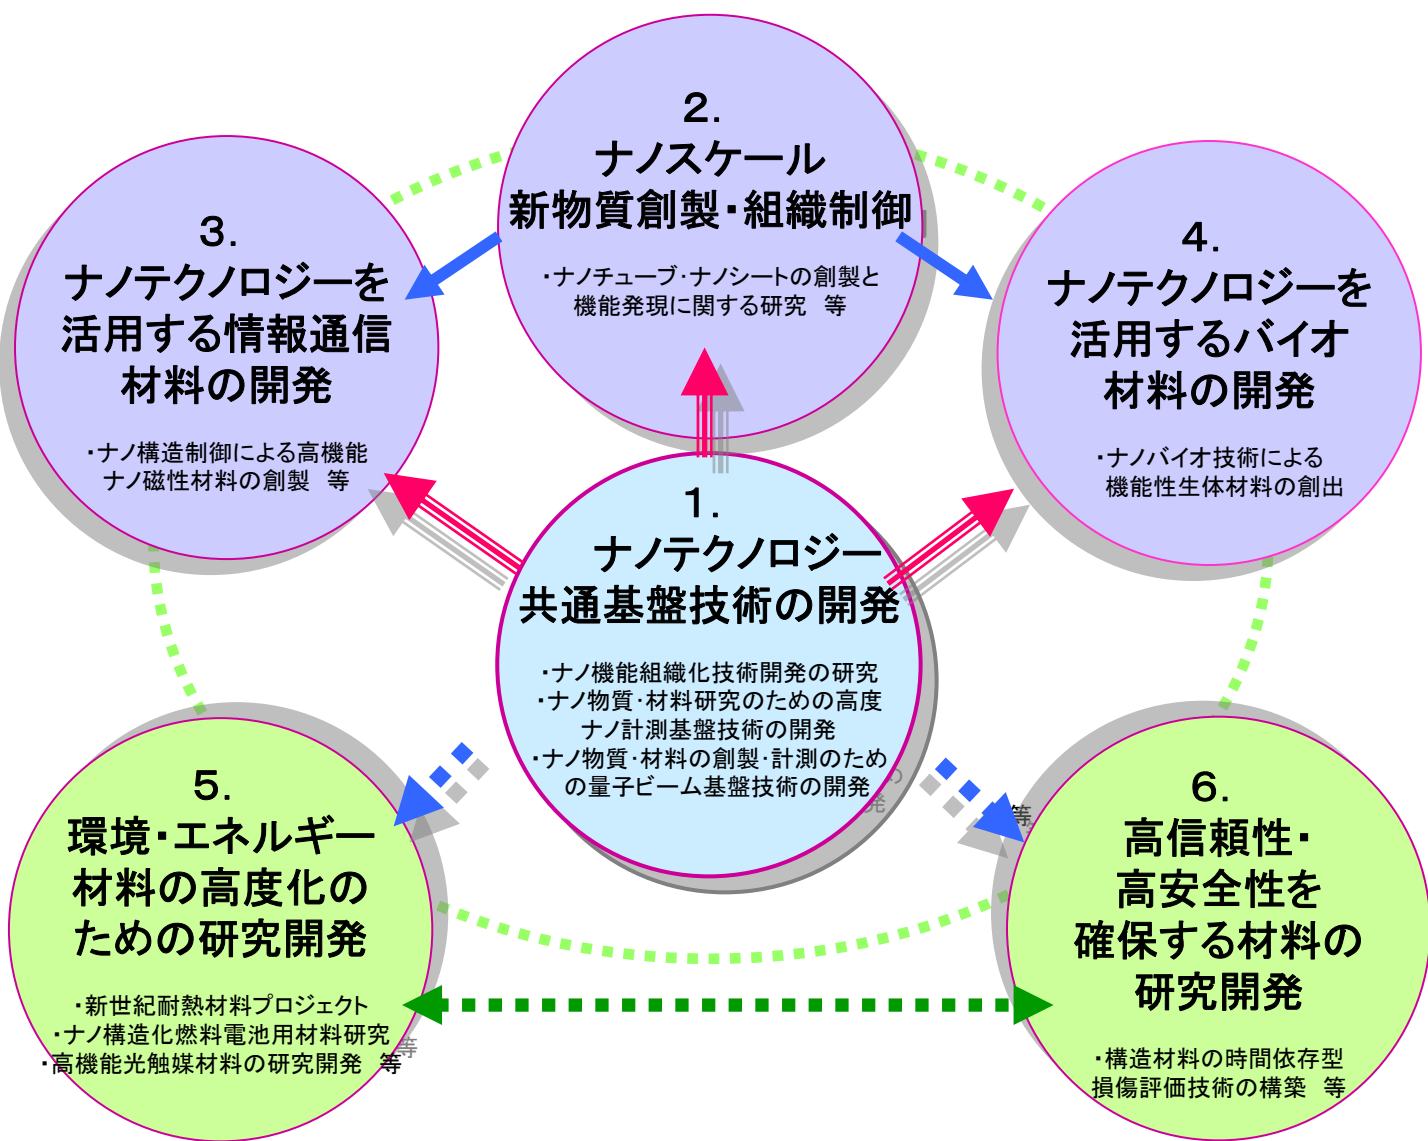 ２．
ナノスケール
新物質創製・組織制御
・ナノチューブ・ナノシートの創製と
機能発現に関する研究　等
３．
ナノテクノロジーを
活用する情報通信
材料の開発
・ナノ構造制御による高機能
ナノ磁性材料の創製　等
４．
ナノテクノロジーを
活用するバイオ
材料の開発
・ナノバイオ技術による
機能性生体材料の創出
１．
ナノテクノロジー
共通基盤技術の開発
・ナノ機能組織化技術開発の研究
・ナノ物質・材料研究のための高度
ナノ計測基盤技術の開発
・ナノ物質・材料の創製・計測のため
の量子ビーム基盤技術の開発
等
５．
環境・エネルギー
材料の高度化の
ための研究開発
・新世紀耐熱材料プロジェクト
・ナノ構造化燃料電池用材料研究
・高機能光触媒材料の研究開発　等
６．
高信頼性・
高安全性を
確保する材料の
研究開発
・構造材料の時間依存型
損傷評価技術の構築　等